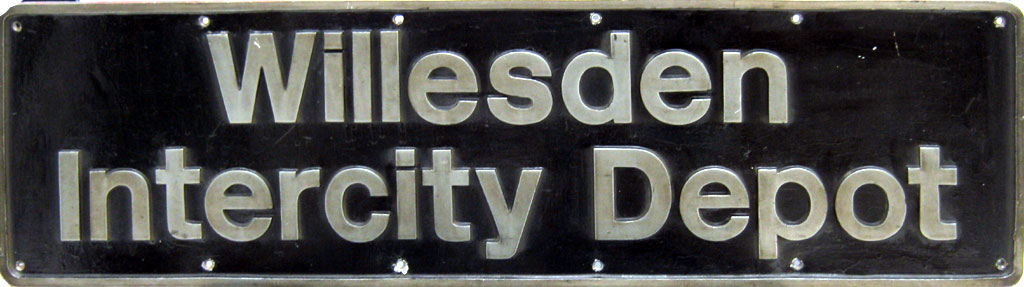 Willesden
Intercity Depot